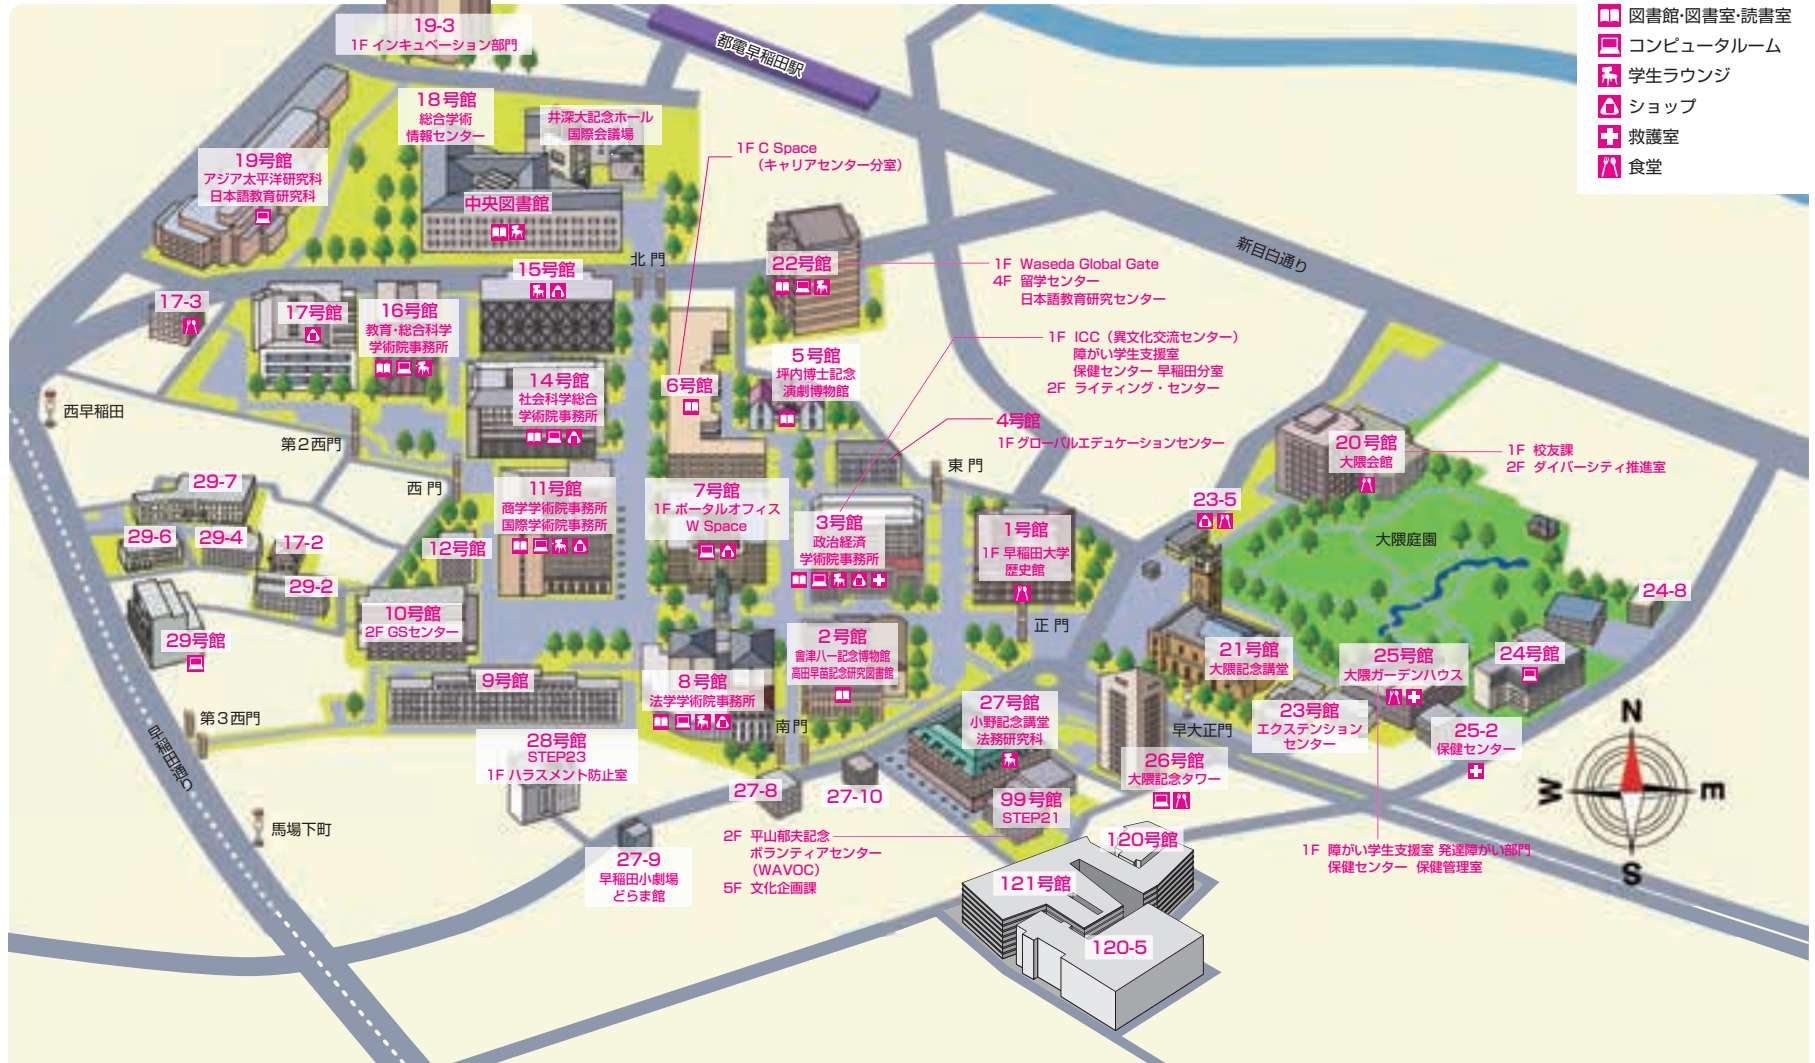 19-3
1F インキュベーション部門
都電早稲田駅
図書館・図書室・読書室
コンピュータルーム
学生ラウンジ
ショップ
救護室
食堂
18号館
総合学術
情報センター
井深大記念ホール
国際会議場
19号館
アジア太平洋研究科
日本語教育研究科
中央図書館
1F C Space
（キャリアセンター分室）
新目白通り
北門
15号館
22号館
1F Waseda Global Gate
4F 留学センター
日本語教育研究センター
17-3
17号館
16号館
教育・総合科学
学術院事務所
14号館
社会科学総合
学術院事務所
6号館
5号館
坪内博士記念
演劇博物館
1F ICC（異文化交流センター）
障がい学生支援室
保健センター 早稲田分室
2F ライティング・センター
4号館
1F グローバルエデュケーションセンター
西早稲田
第2西門
西門
東門
20号館
大隈会館
1F 校友課
2F ダイバーシティ推進室
29-7
29-6
29-4
17-2
29-2
12号館
11号館
商学学術院事務所
国際学術院事務所
7号館
1F ポータルオフィス
W Space
3号館
政治経済
学術院事務所
1号館
1F 早稲田大学
歴史館
23-5
大隈庭園
24-8
29号館
10号館
2F GSセンター
正門
2号館
會津八一記念博物館
高田早苗記念研究図書館
21号館
大隈記念講堂
25号館
大隈ガーデンハウス
24号館
9号館
8号館
法学学術院事務所
第3西門
早稲田通り
南門
27号館
小野記念講堂
法務研究科
早大正門
23号館
エクステンション
センター
25-2
保健センター
28号館
STEP23
1F ハラスメント防止室
26号館
大隈記念タワー
27-8
27-10
99号館
STEP21
馬場下町
27-9
早稲田小劇場
どらま館
2F 平山郁夫記念
ボランティアセンター
（WAVOC）
5F 文化企画課
120号館
121号館
120-5
1F 障がい学生支援室 発達障がい部門
保健センター 保健管理室
N
W
E
S